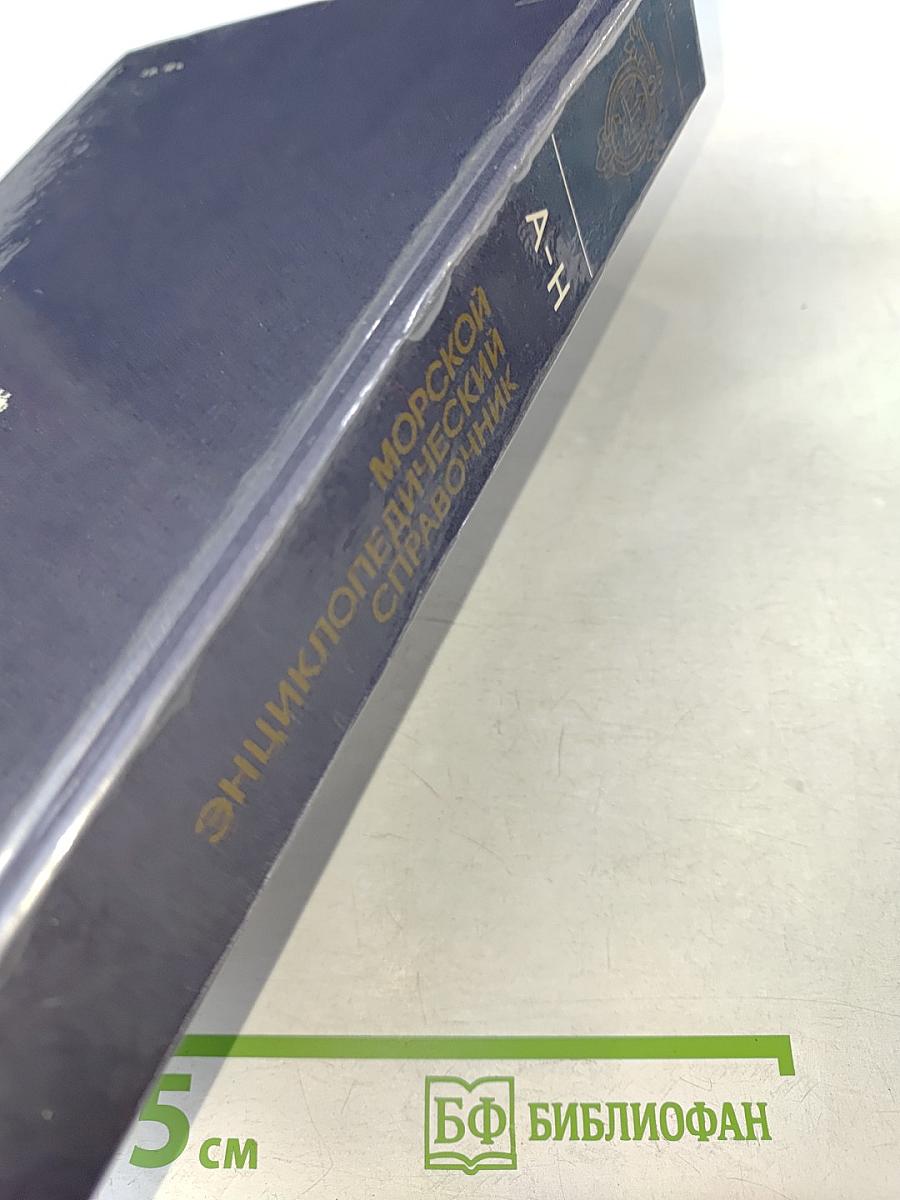 А-Н
МОРСКОЙ
ЭНЦИКЛОПЕДИЧЕСКИЙ
СПРАВОЧНИК
5 см
БФ БИБЛИОФАН